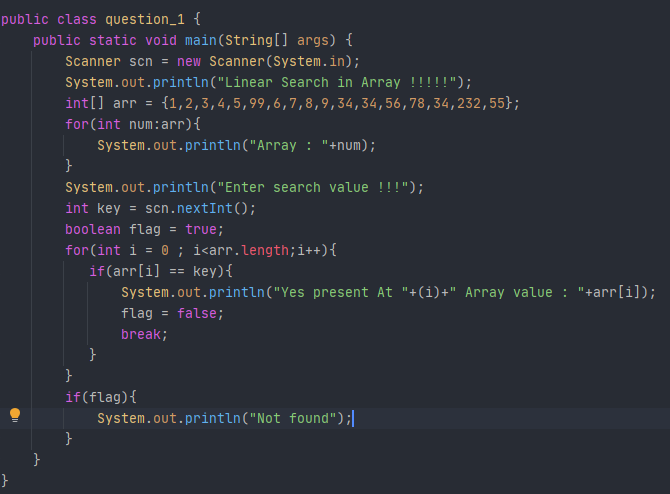 public class question_1 {
    public static void main(String[] args) {
        Scanner scn = new Scanner(System.in);
        System.out.println("Linear Search in Array !!!!!");
        int[] arr = {1,2,3,4,5,99,6,7,8,9,34,34,56,78,34,232,55};
        for(int num:arr){
            System.out.println("Array : "+num);
        }
        System.out.println("Enter search value !!!");
        int key = scn.nextInt();
        boolean flag = true;
        for(int i = 0 ; i<arr.length;i++){
           if(arr[i] == key){
               System.out.println("Yes present At "+(i)+" Array value : "+arr[i]);
               flag = false;
               break;
           }
        }
        if(flag){
            System.out.println("Not found");
        }
    }
}